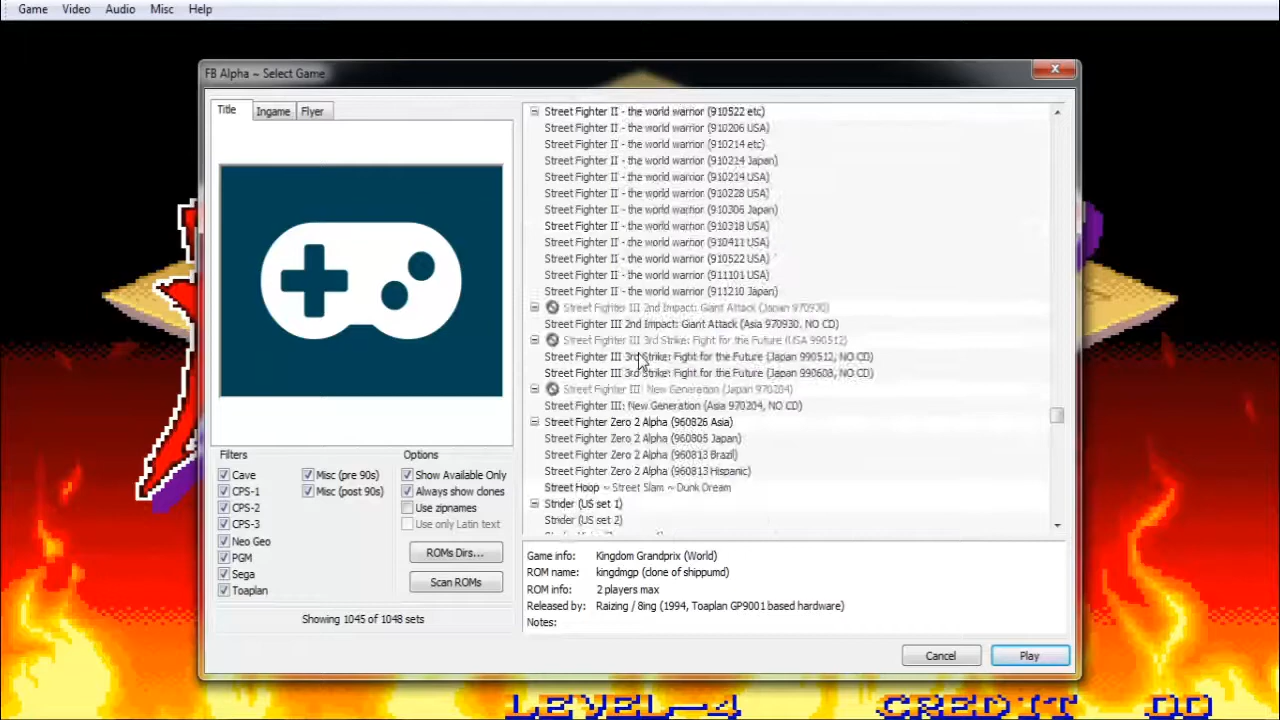 Game Video Audio Misc Help
FB Alpha ~ Select Game
Title Ingame Flyer
Street Fighter II - the world warrior (910522 etc)
Street Fighter II - the world warrior (910206 USA)
Street Fighter II - the world warrior (910214 etc)
Street Fighter II - the world warrior (910214 Japan)
Street Fighter II - the world warrior (910214 USA)
Street Fighter II - the world warrior (910228 USA)
Street Fighter II - the world warrior (910306 Japan)
Street Fighter II - the world warrior (910318 USA)
Street Fighter II - the world warrior (910411 USA)
Street Fighter II - the world warrior (910522 USA)
Street Fighter II - the world warrior (911101 USA)
Street Fighter II - the world warrior (911210 Japan)
Street Fighter III 2nd Impact: Giant Attack (Japan 970930)
Street Fighter III 2nd Impact: Giant Attack (Asia 970930, NO CD)
Street Fighter III 3rd Strike: Fight for the Future (USA 990512)
Street Fighter III 3rd Strike: Fight for the Future (Japan 990512, NO CD)
Street Fighter III 3rd Strike: Fight for the Future (Japan 990608, NO CD)
Street Fighter III: New Generation (Japan 970204)
Street Fighter III: New Generation (Asia 970204, NO CD)
Street Fighter Zero 2 Alpha (960826 Asia)
Street Fighter Zero 2 Alpha (960805 Japan)
Street Fighter Zero 2 Alpha (960813 Brazil)
Street Fighter Zero 2 Alpha (960813 Hispanic)
Street Hoop ~ Street Slam ~ Dunk Dream
Strider (US set 1)
Strider (US set 2)
Filters
Cave
CPS-1
CPS-2
CPS-3
Neo Geo
PGM
Sega
Toaplan
Misc (pre 90s)
Misc (post 90s)
Options
Show Available Only
Always show clones
Use zipnames
Use only Latin text
ROMs Dirs...
Scan ROMs
Showing 1045 of 1048 sets
Game info: Kingdom Grandprix (World)
ROM name: kingdmgp (clone of shippumd)
ROM info: 2 players max
Released by: Raizing / 8ing (1994, Toaplan GP9001 based hardware)
Notes:
Cancel Play
LEVEL-4 CREDIT 00